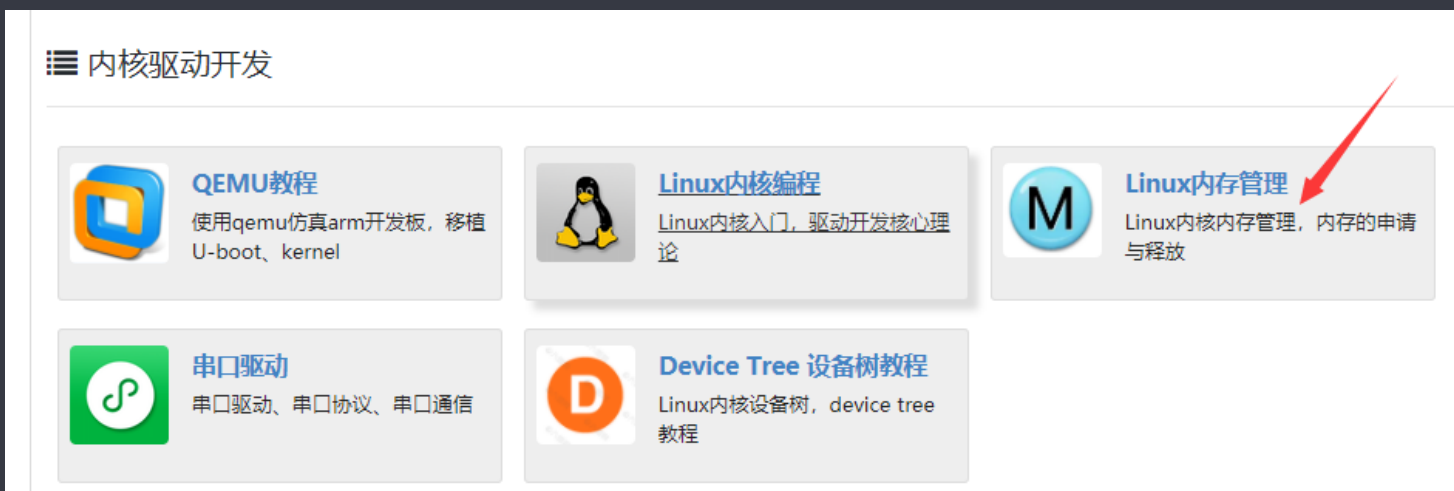 内核驱动开发
QEMU教程
使用qemu仿真arm开发板，移植
U-boot、kernel
Linux内核编程
Linux内核入门，驱动开发核心理
论
M
Linux内存管理
Linux内核内存管理，内存的申请
与释放
串口驱动
串口驱动、串口协议、串口通信
D
Device Tree 设备树教程
Linux内核设备树，device tree
教程